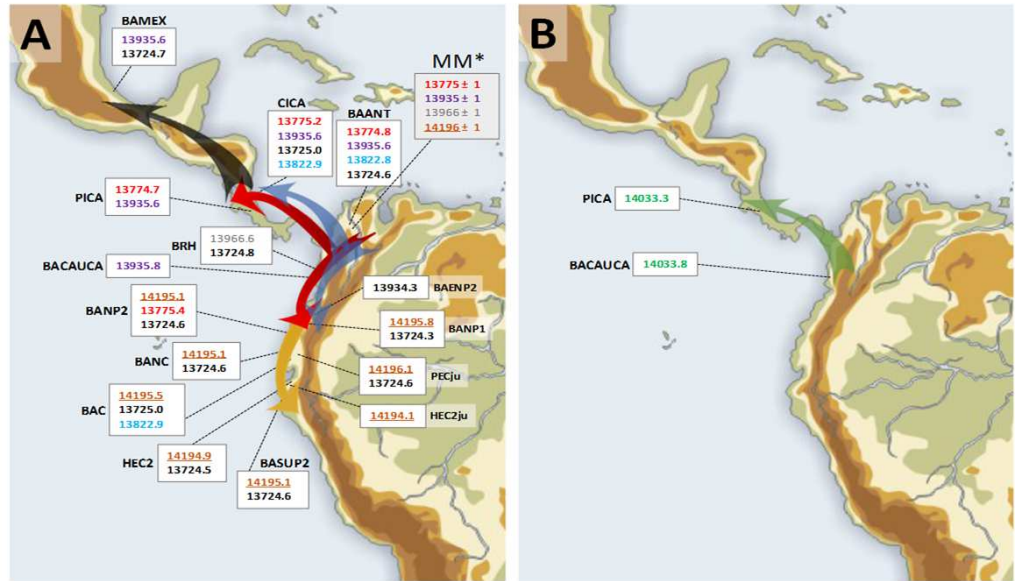 A
BAMEX
13935.6
13724.7
MM*
13775 ± 1
13935 ± 1
13966 ± 1
14196 ± 1
CICA
13775.2
13935.6
13725.0
13822.9
BAANT
13774.8
13935.6
13822.8
13724.6
PICA
13774.7
13935.6
BRH
13966.6
13724.8
BACAUCA
13935.8
13934.3
BAENP2
BANP2
14195.1
13775.4
13724.6
14195.8
13724.3
BANP1
BANC
14195.1
13724.6
14196.1
13724.6
PECju
BAC
14195.5
13725.0
13822.9
14194.1
HEC2ju
HEC2
14194.9
13724.5
BASUP2
14195.1
13724.6
B
PICA
14033.3
BACAUCA
14033.8